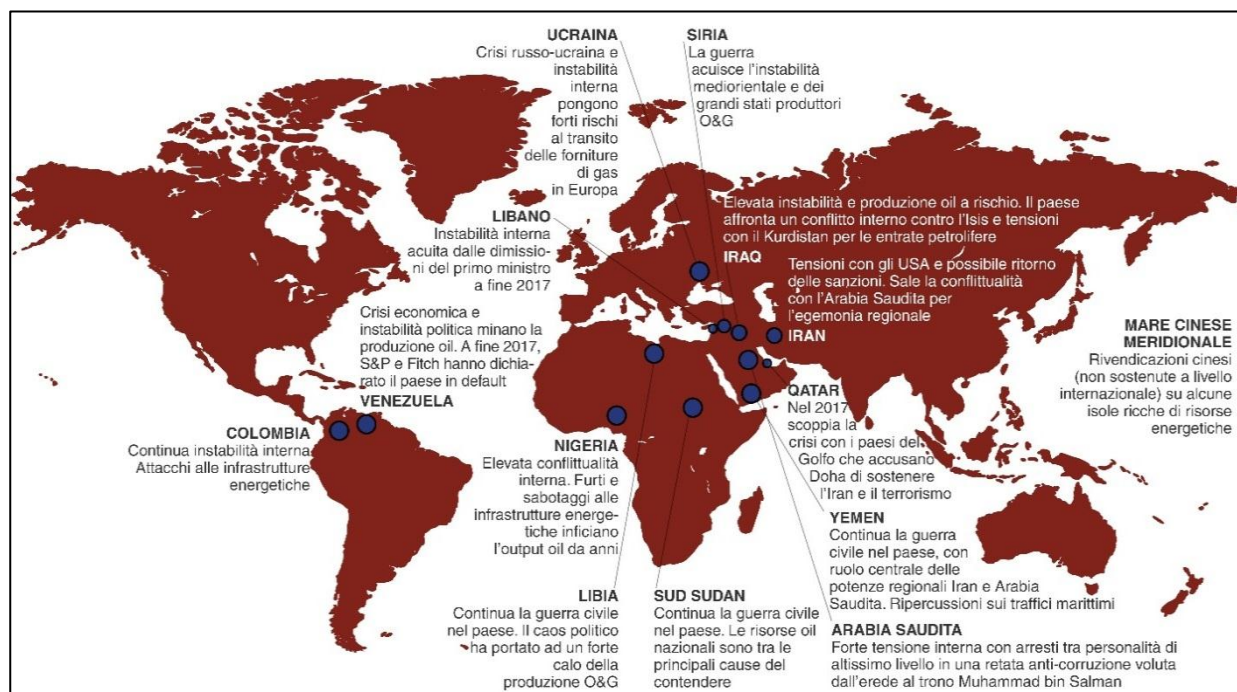 UCRAINA
Crisi russo-ucraina e
instabilità
interna
pongono
forti rischi
al transito
delle forniture
di gas
in Europa
SIRIA
La guerra
acuisce l'instabilità
mediorientale e dei
grandi stati produttori
O&G
LIBANO
Instabilità interna
acuita dalle dimissio-
ni del primo ministro
a fine 2017
Elevata instabilità e produzione oil a rischio. Il paese
affronta un conflitto interno contro l'Isis e tensioni
con il Kurdistan per le entrate petrolifere
IRAQ
Tensioni con gli USA e possibile ritorno
delle sanzioni. Sale la conflittualità
con l'Arabia Saudita per
l'egemonia regionale
IRAN
Crisi economica e
instabilità politica minano la
produzione oil. A fine 2017,
S&P e Fitch hanno dichia-
rato il paese in default
VENEZUELA
MARE CINESE
MERIDIONALE
Rivendicazioni cinesi
(non sostenute a livello
internazionale) su alcune
isole ricche di risorse
energetiche
COLOMBIA
Continua instabilità interna
Attacchi alle infrastrutture
energetiche
NIGERIA
Elevata conflittualità
interna. Furti e
sabotaggi alle
infrastrutture energe-
tiche inficiano
l'output oil da anni
QATAR
Nel 2017
scoppia la
crisi con i paesi del
Golfo che accusano
Doha di sostenere
l'Iran e il terrorismo
YEMEN
Continua la guerra
civile nel paese, con
ruolo centrale delle
potenze regionali Iran e Arabia
Saudita. Ripercussioni sui traffici marittimi
LIBIA
Continua la guerra civile
nel paese. Il caos politico
ha portato ad un forte
calo della
produzione O&G
SUD SUDAN
Continua la guerra civile
nel paese. Le risorse oil
nazionali sono tra le
principali cause del
contendere
ARABIA SAUDITA
Forte tensione interna con arresti tra personalità di
altissimo livello in una retata anti-corruzione voluta
dall'erede al trono Muhammad bin Salman